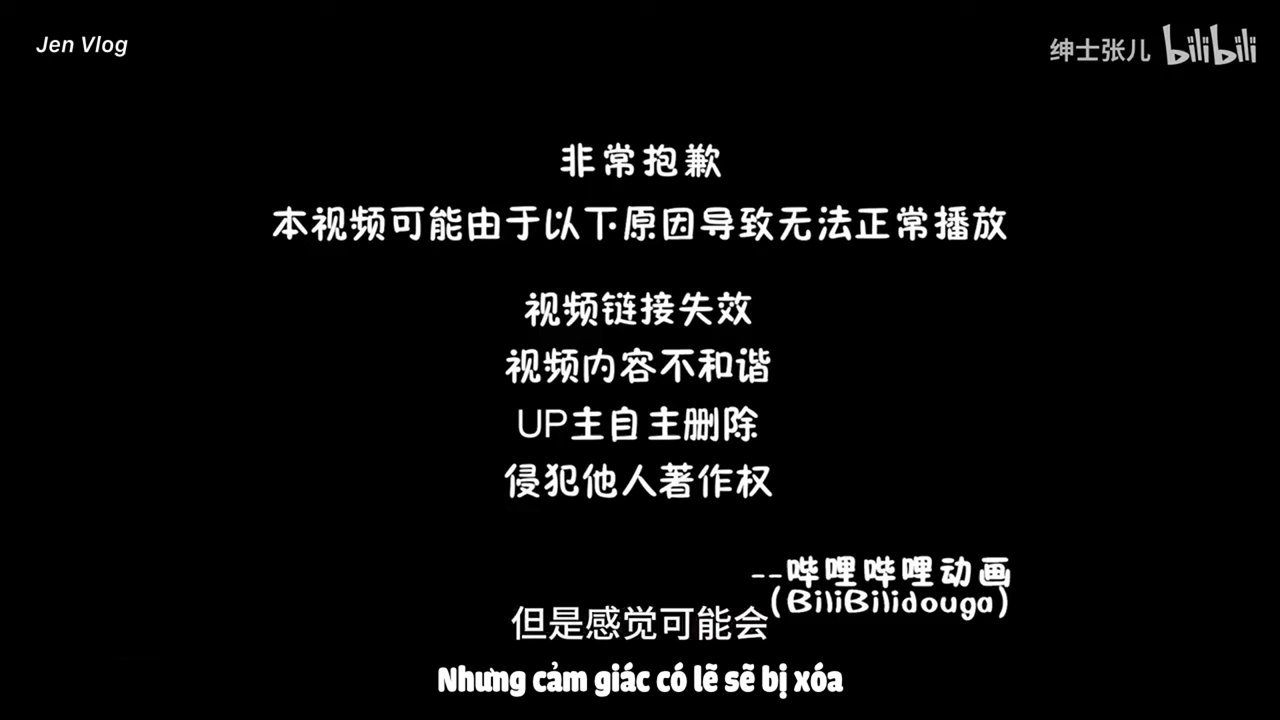 Jen Vlog
绅士张儿 bilibili
非常抱歉
本视频可能由于以下原因导致无法正常播放
视频链接失效
视频内容不和谐
UP主自主删除
侵犯他人著作权
--哔哩哔哩动画
(BiliBilidouga)
但是感觉可能会
Nhưng cảm giác có lẽ sẽ bị xóa